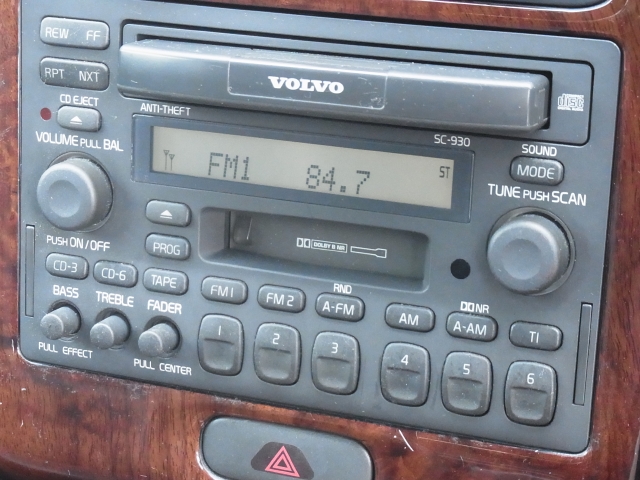 REW FF
RPT NXT
VOLVO
disc
CD EJECT
ANTI-THEFT
SC-930
VOLUME PULL BAL
FM1 84.7 ST
SOUND
MODE
TUNE PUSH SCAN
PUSH ON/OFF
PROG
DOLBY B NR
CD-3 CD-6 TAPE
FM1 FM2
RND
A-FM
AM
NR
A-AM
TI
BASS TREBLE FADER
PULL EFFECT
PULL CENTER
1 2 3 4 5 6